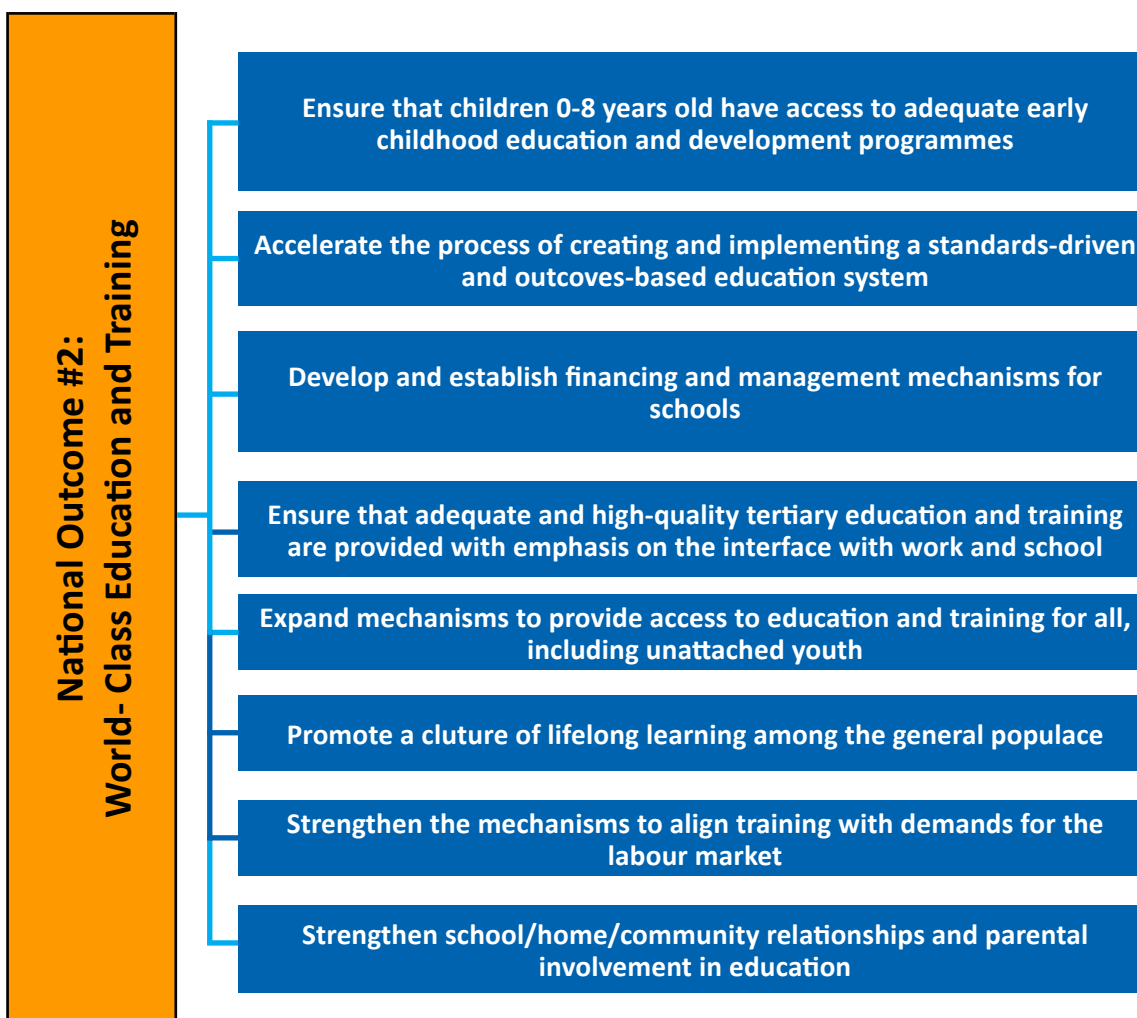 National Outcome #2:
World- Class Education and Training
Ensure that children 0-8 years old have access to adequate early
childhood education and development programmes
Accelerate the process of creating and implementing a standards-driven
and outcoves-based education system
Develop and establish financing and management mechanisms for
schools
Ensure that adequate and high-quality tertiary education and training
are provided with emphasis on the interface with work and school
Expand mechanisms to provide access to education and training for all,
including unattached youth
Promote a cluture of lifelong learning among the general populace
Strengthen the mechanisms to align training with demands for the
labour market
Strengthen school/home/community relationships and parental
involvement in education